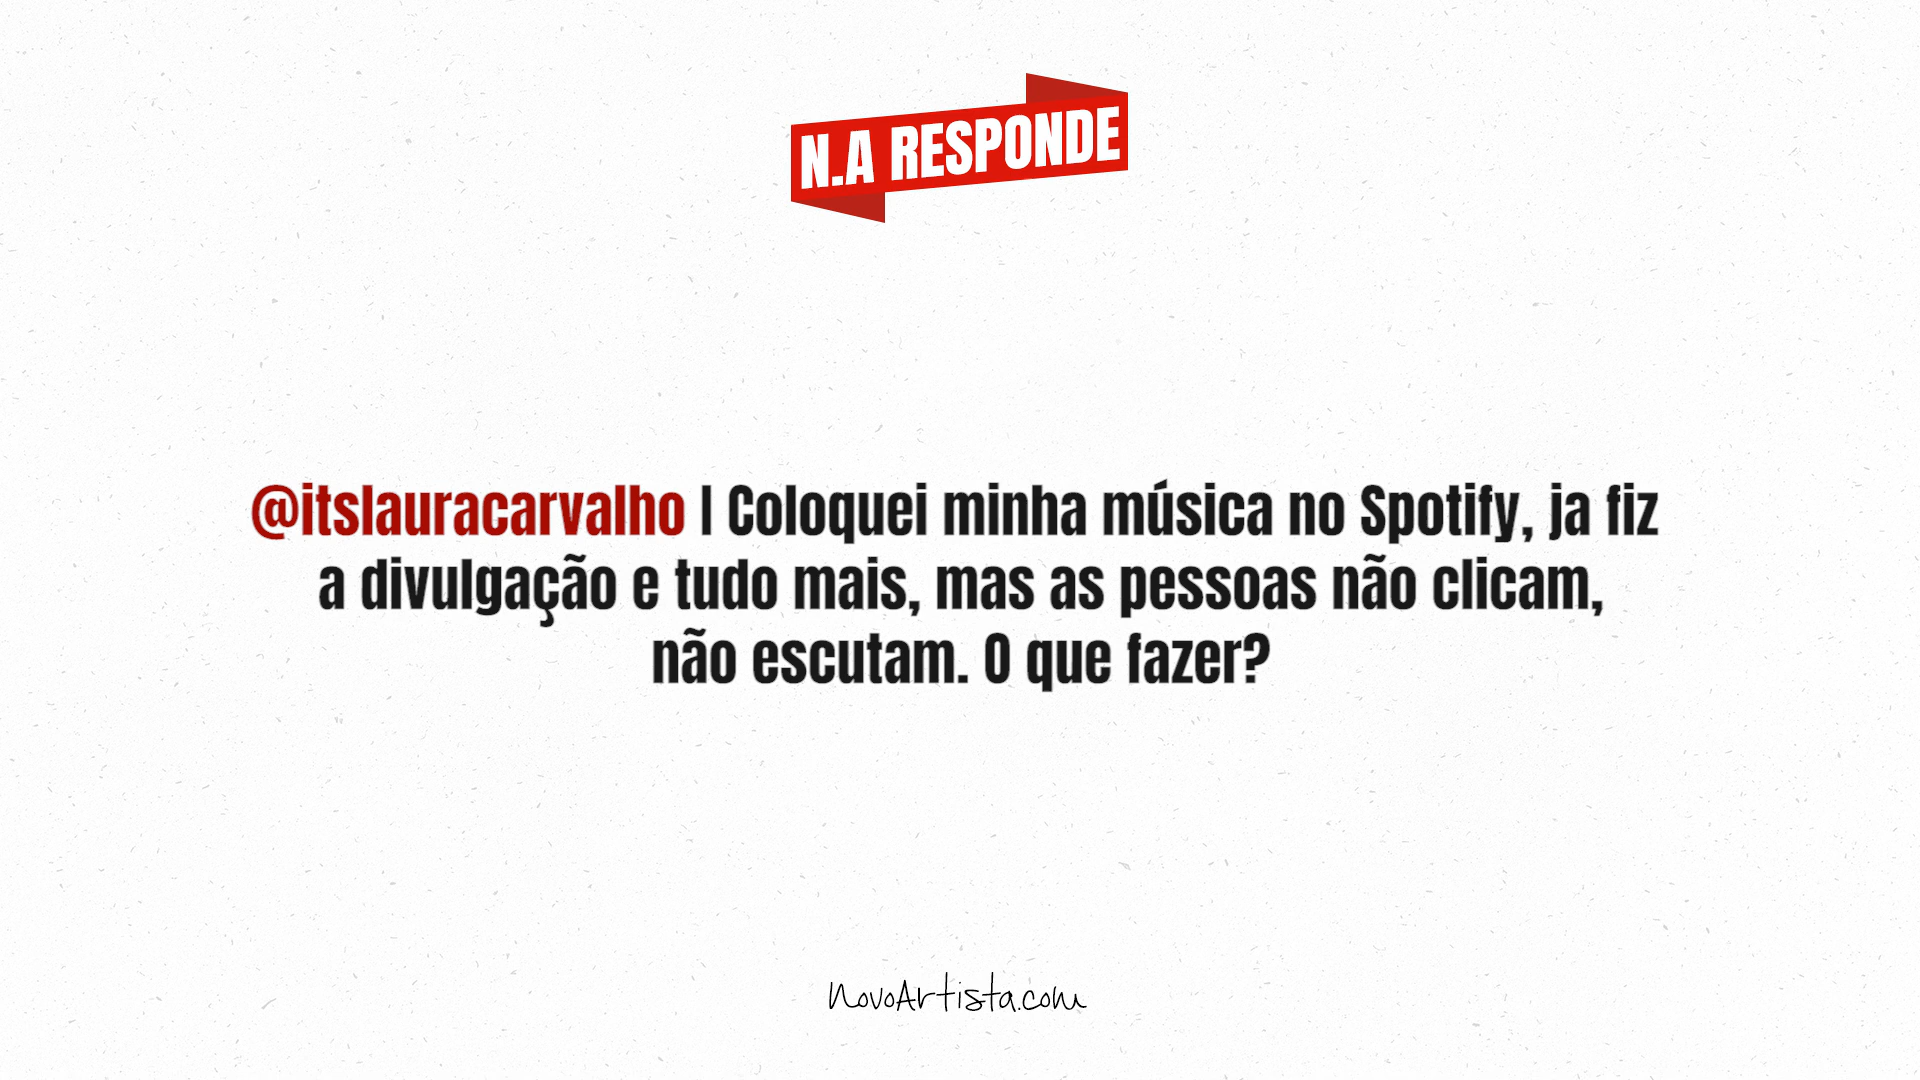 N.A RESPONDE
@itslauracarvalho | Coloquei minha música no Spotify, ja fiz
a divulgação e tudo mais, mas as pessoas não clicam,
não escutam. O que fazer?
NovoArtista.com